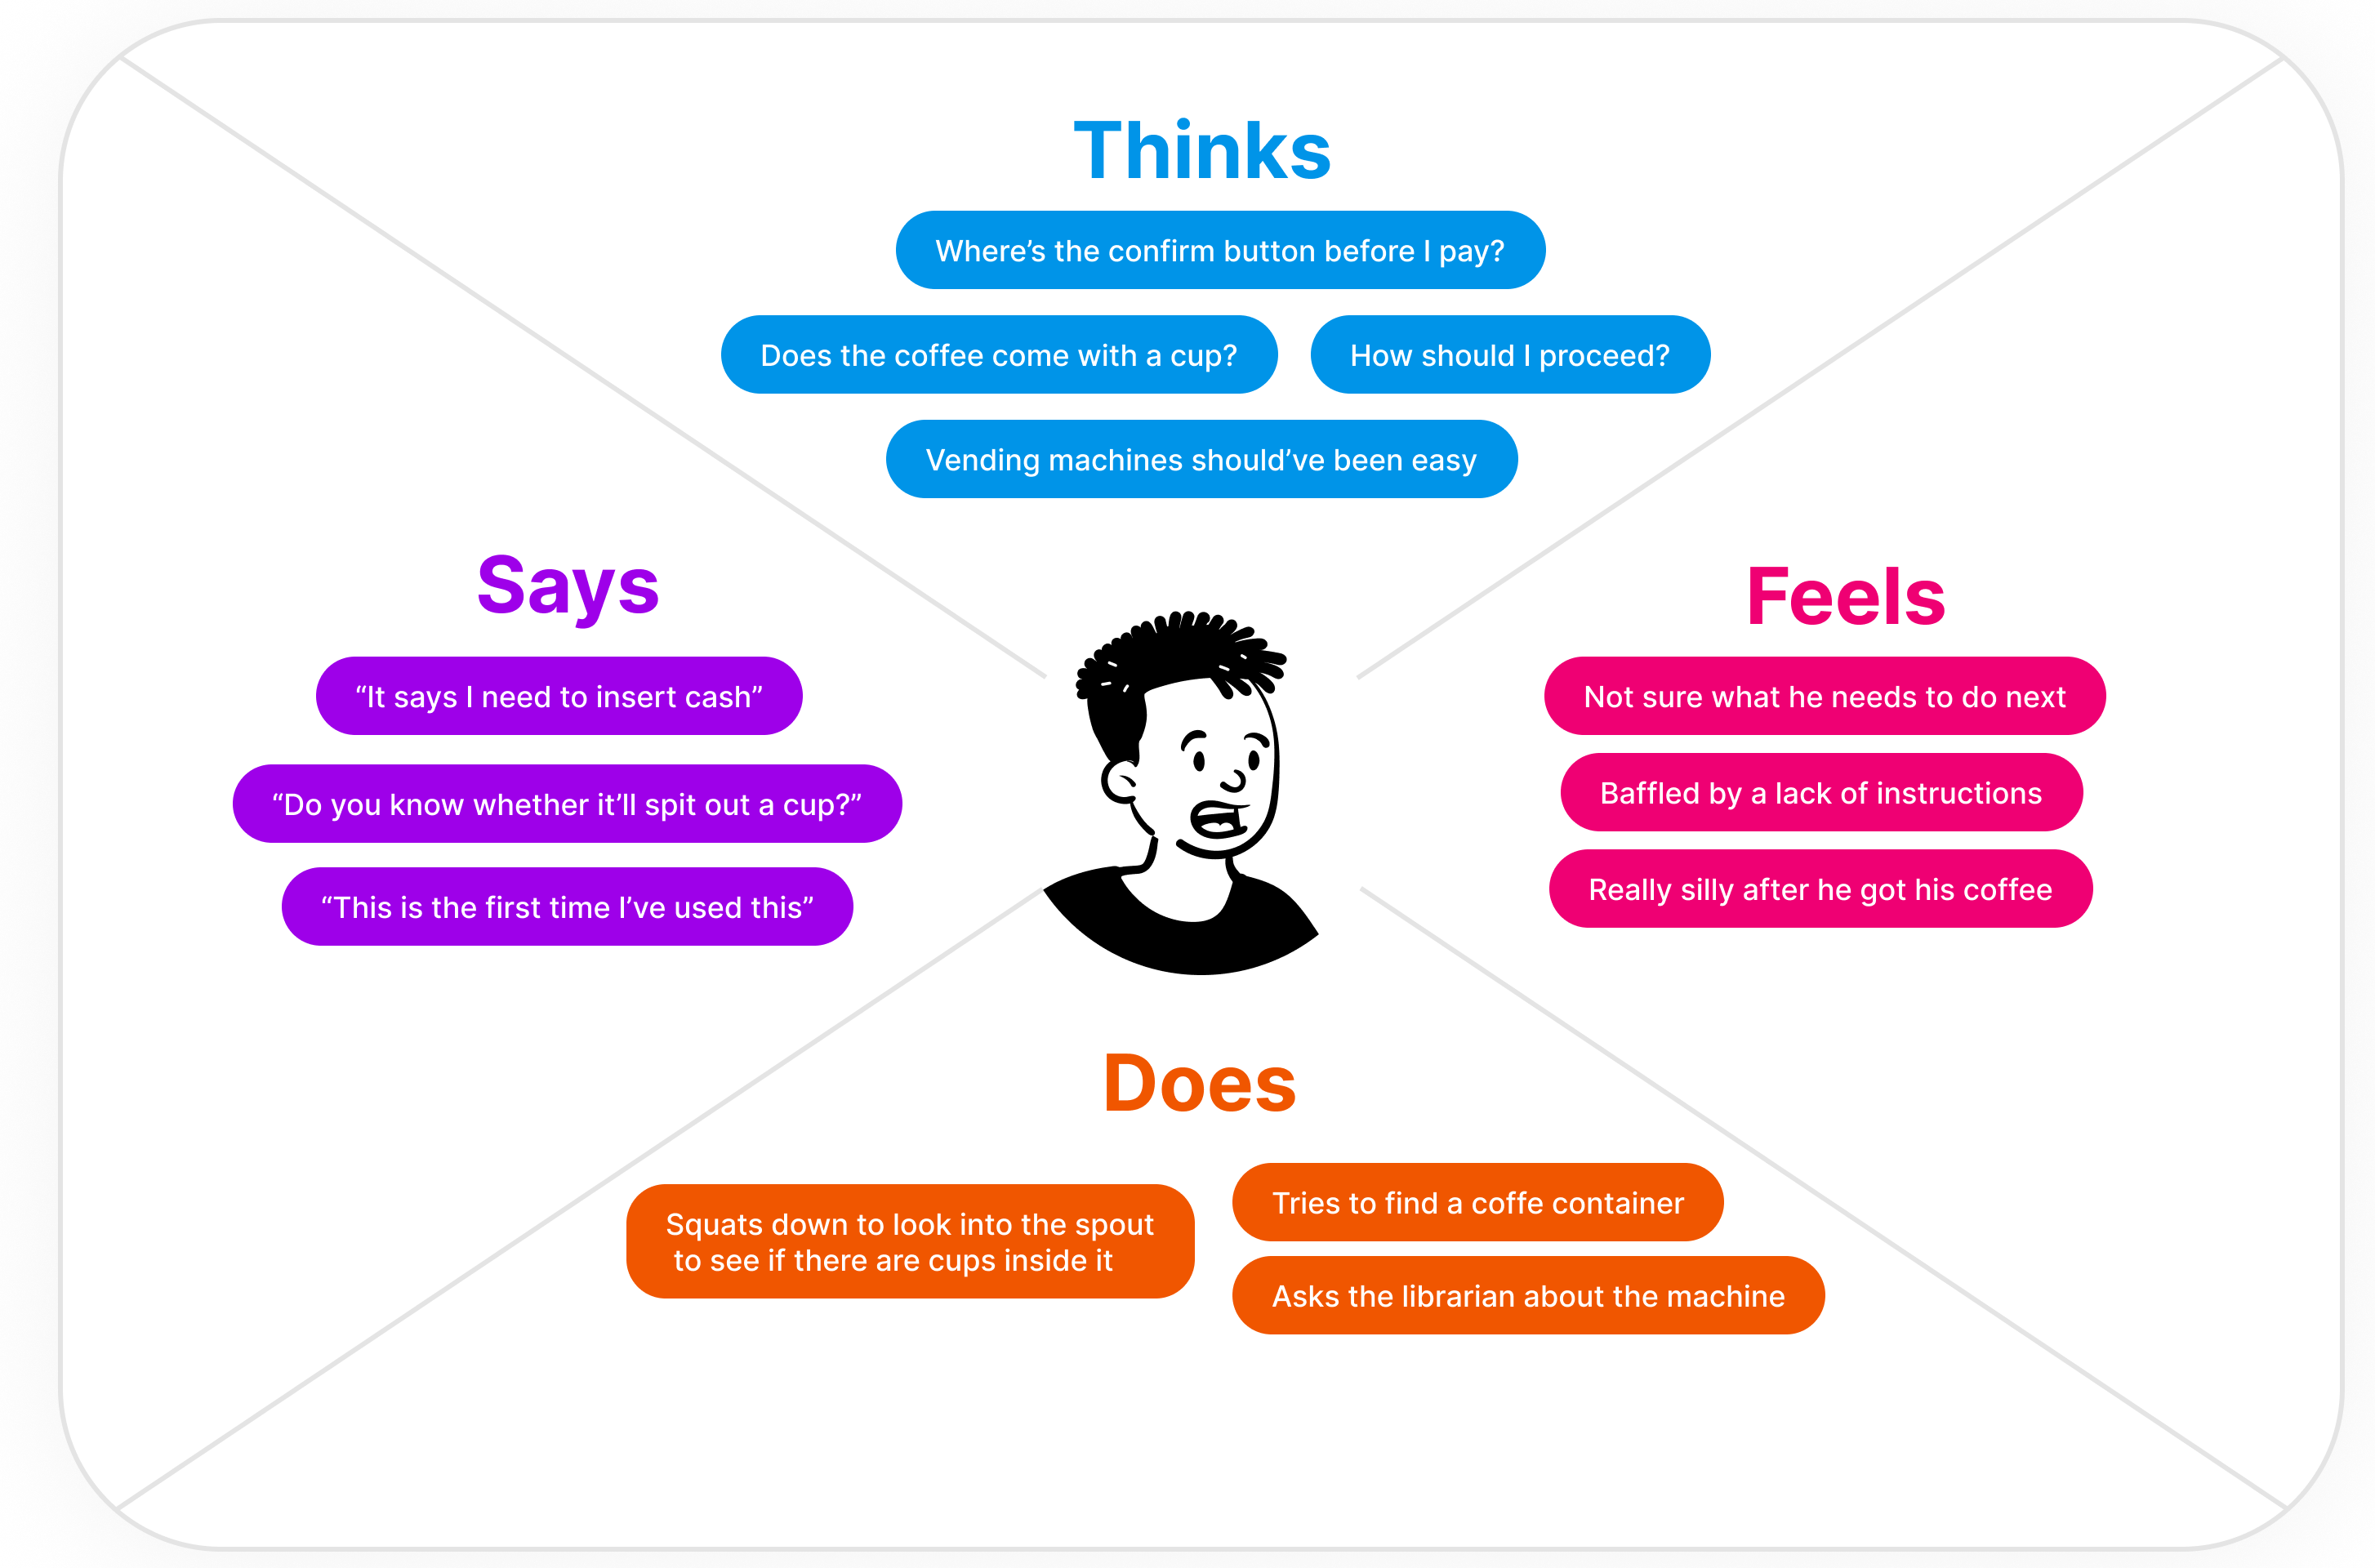 Thinks
Where’s the confirm button before I pay?
Does the coffee come with a cup?
How should I proceed?
Vending machines should’ve been easy
Says
“It says I need to insert cash”
“Do you know whether it’ll spit out a cup?”
“This is the first time I’ve used this”
Feels
Not sure what he needs to do next
Baffled by a lack of instructions
Really silly after he got his coffee
Does
Squats down to look into the spout
to see if there are cups inside it
Tries to find a coffe container
Asks the librarian about the machine